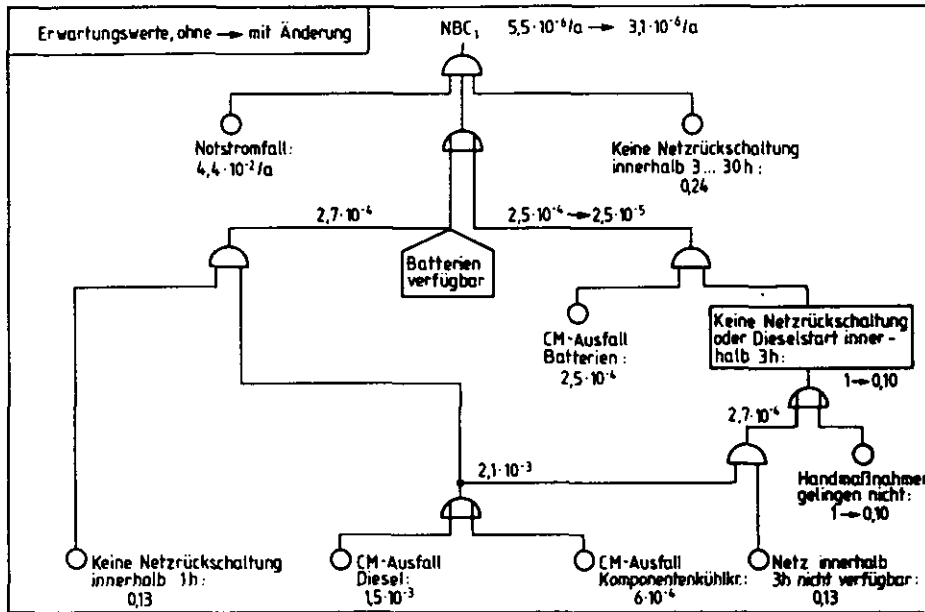 Erwartungswerte, ohne → mit Änderung
NBC₁ 5,5·10⁻⁶/a → 3,1·10⁻⁶/a
Notstromfall:
4,4·10⁻²/a
Keine Netzrückschaltung
innerhalb 3 ... 30h:
0,24
2,7·10⁻⁴
2,5·10⁻⁴ → 2,5·10⁻⁵
Batterien
verfügbar
CM-Ausfall
Batterien:
2,5·10⁻⁴
Keine Netzrückschaltung
oder Dieselstart inner-
halb 3h:
1 → 0,10
2,7·10⁻⁴
2,1·10⁻³
Handmaßnahmen
gelingen nicht:
1 → 0,10
Keine Netzrückschaltung
innerhalb 1h:
0,13
CM-Ausfall
Diesel:
1,5·10⁻³
CM-Ausfall
Komponentenkühlkr.:
6·10⁻⁴
Netz innerhalb
3h nicht verfügbar:
0,13